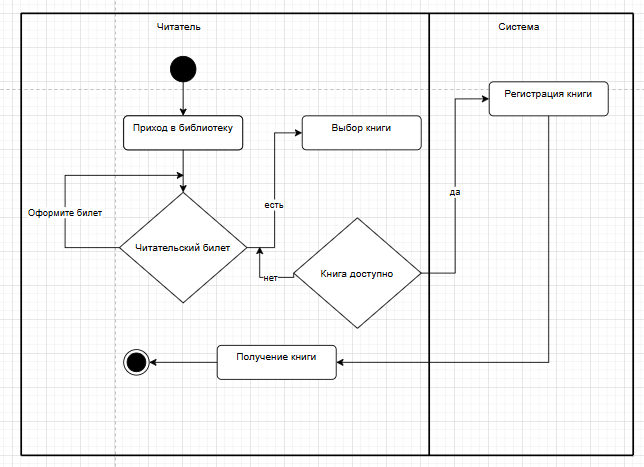 Читатель
Система
Регистрация книги
Приход в библиотеку
Выбор книги
да
есть
Оформите билет
Читательский билет
Книга доступно
нет
Получение книги